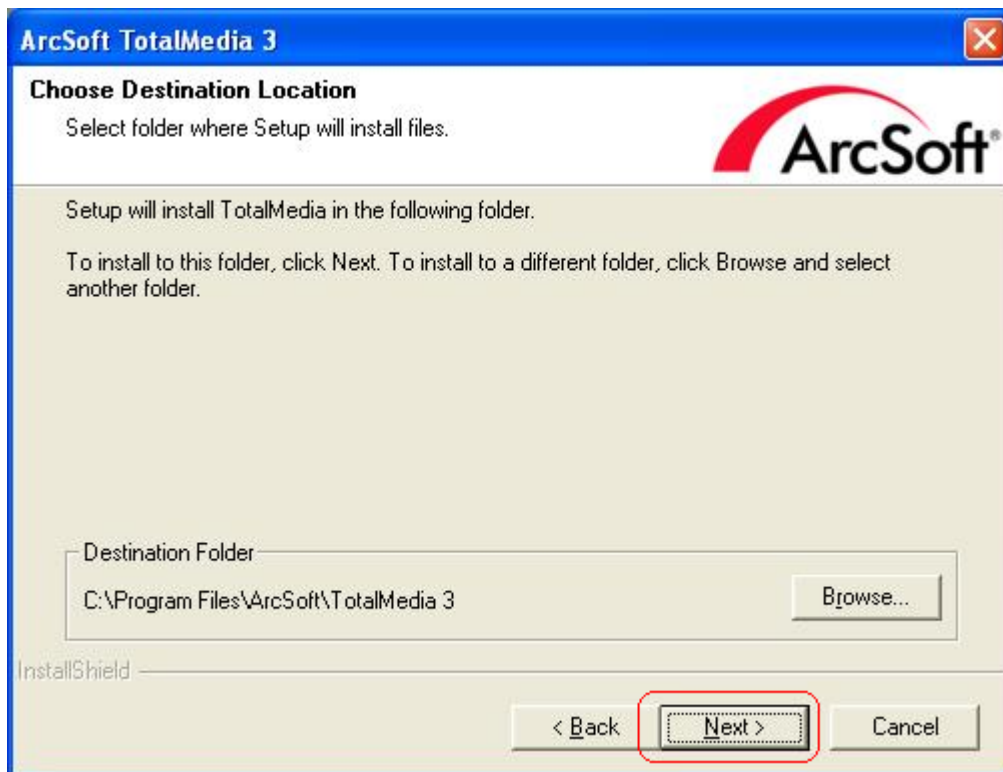 ArcSoft TotalMedia 3
Choose Destination Location
Select folder where Setup will install files.
ArcSoft®
Setup will install TotalMedia in the following folder.
To install to this folder, click Next. To install to a different folder, click Browse and select
another folder.
Destination Folder
C:\Program Files\ArcSoft\TotalMedia 3
Browse...
InstallShield
< Back
Next >
Cancel